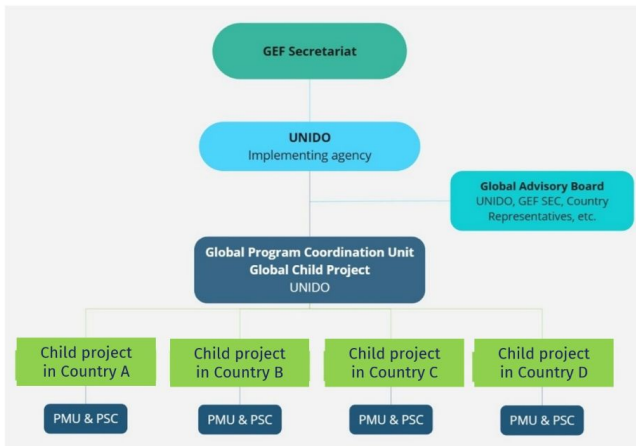 GEF Secretariat
UNIDO
Implementing agency
Global Advisory Board
UNIDO, GEF SEC, Country
Representatives, etc.
Global Program Coordination Unit
Global Child Project
UNIDO
Child project
in Country A
Child project
in Country B
Child project
in Country C
Child project
in Country D
PMU & PSC
PMU & PSC
PMU & PSC
PMU & PSC